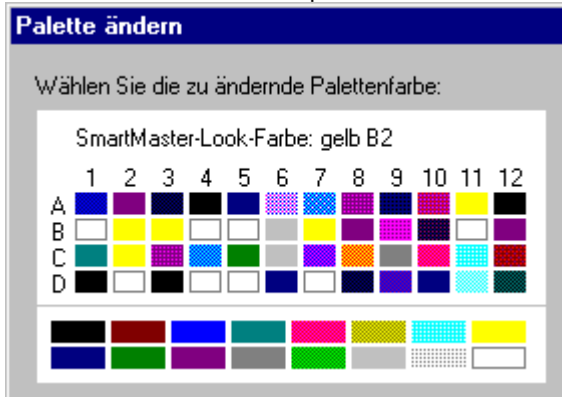 Palette ändern
Wählen Sie die zu ändernde Palettenfarbe:
SmartMaster-Look-Farbe: gelb B2
1 2 3 4 5 6 7 8 9 10 11 12
A
B
C
D